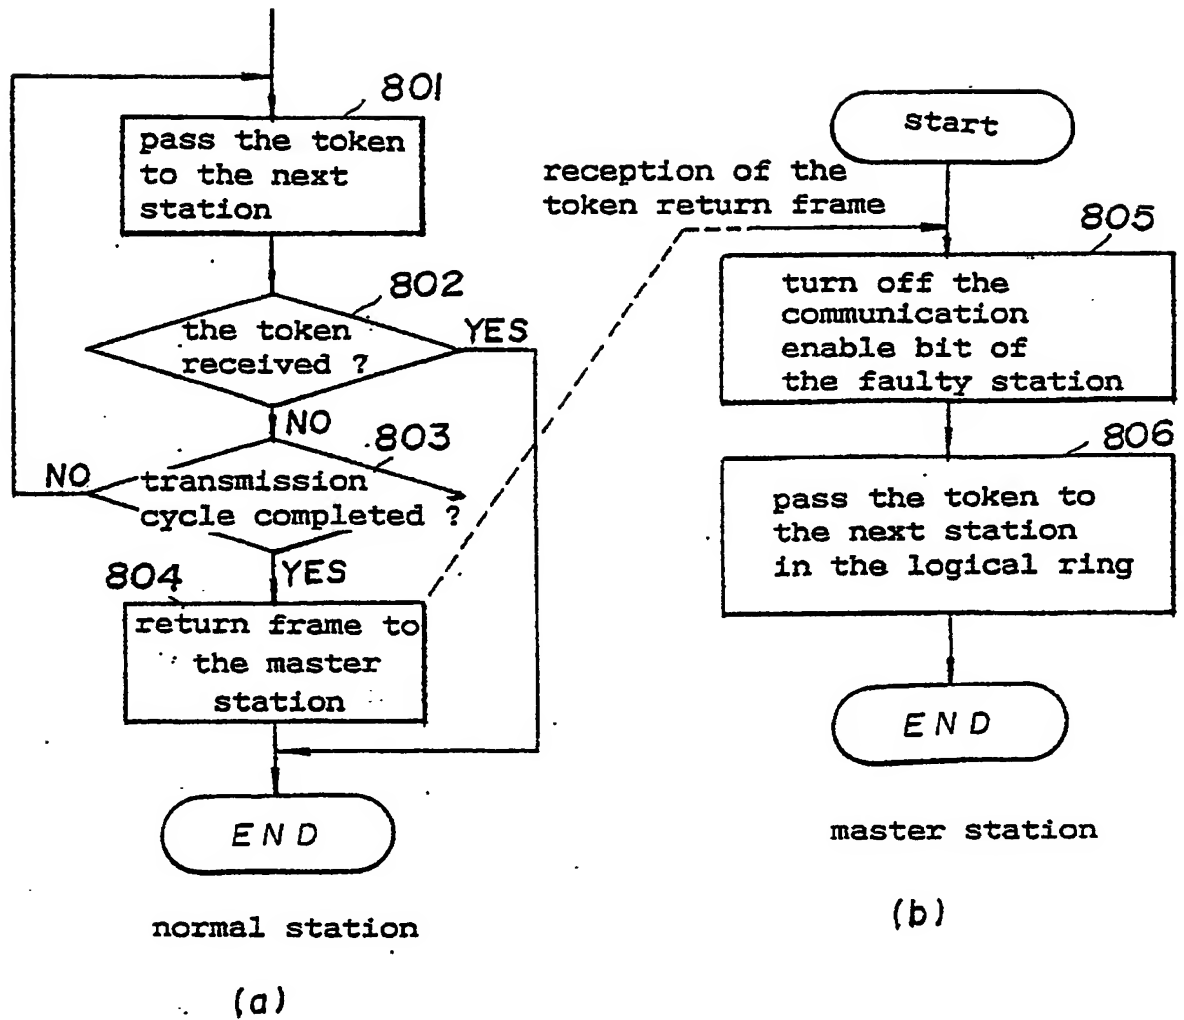 801
pass the token
to the next
station
802
the token
received ?
YES
NO
803
NO
transmission
cycle completed ?
YES
804
return frame to
the master
station
END
normal station
(a)
start
reception of the
token return frame
805
turn off the
communication
enable bit of
the faulty station
806
pass the token to
the next station
in the logical ring
END
master station
(b)